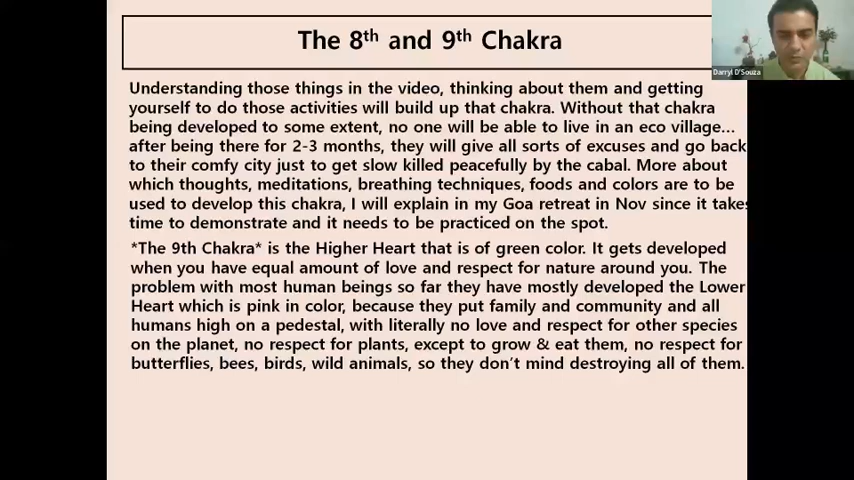 The 8th and 9th Chakra
Darryl D'Souza
Understanding those things in the video, thinking about them and getting
yourself to do those activities will build up that chakra. Without that chakra
being developed to some extent, no one will be able to live in an eco village...
after being there for 2-3 months, they will give all sorts of excuses and go back
to their comfy city just to get slow killed peacefully by the cabal. More about
which thoughts, meditations, breathing techniques, foods and colors are to be
used to develop this chakra, I will explain in my Goa retreat in Nov since it takes
time to demonstrate and it needs to be practiced on the spot.
*The 9th Chakra* is the Higher Heart that is of green color. It gets developed
when you have equal amount of love and respect for nature around you. The
problem with most human beings so far they have mostly developed the Lower
Heart which is pink in color, because they put family and community and all
humans high on a pedestal, with literally no love and respect for other species
on the planet, no respect for plants, except to grow & eat them, no respect for
butterflies, bees, birds, wild animals, so they don't mind destroying all of them.